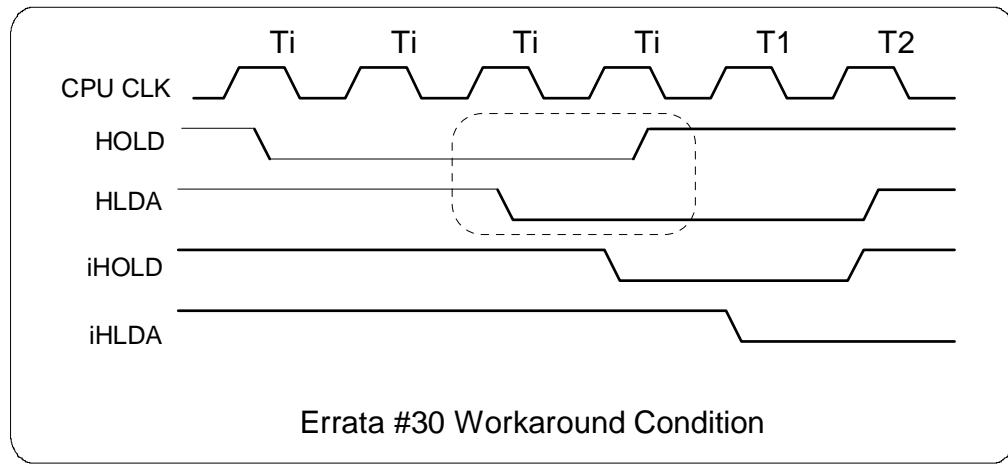 Ti Ti Ti Ti T1 T2
CPU CLK
HOLD
HLDA
iHOLD
iHLDA
Errata #30 Workaround Condition